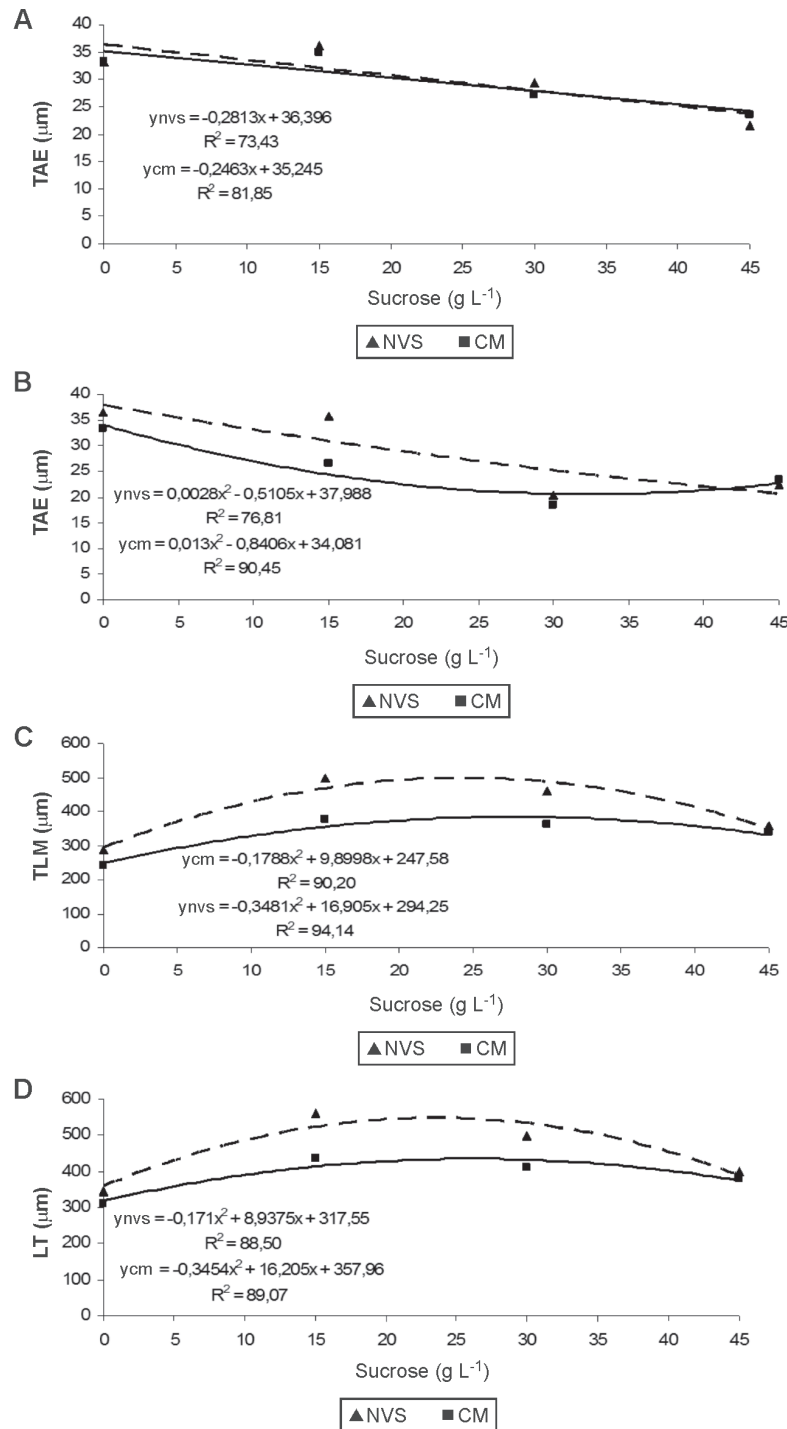 A
40
35
30
25
20
15
10
5
0
TAE (μm)
ynvs = -0,2813x + 36,396
R² = 73,43
ycm = -0,2463x + 35,245
R² = 81,85
0 5 10 15 20 25 30 35 40 45
Sucrose (g L⁻¹)
▲ NVS ■ CM
B
40
35
30
25
20
15
10
5
0
TAE (μm)
ynvs = 0,0028x² - 0,5105x + 37,988
R² = 76,81
ycm = 0,013x² - 0,8406x + 34,081
R² = 90,45
0 5 10 15 20 25 30 35 40 45
Sucrose (g L⁻¹)
▲ NVS ■ CM
C
600
500
400
300
200
100
0
TLM (μm)
ycm = -0,1788x² + 9,8998x + 247,58
R² = 90,20
ynvs = -0,3481x² + 16,905x + 294,25
R² = 94,14
0 5 10 15 20 25 30 35 40 45
Sucrose (g L⁻¹)
▲ NVS ■ CM
D
600
500
400
300
200
100
0
LT (μm)
ynvs = -0,171x² + 8,9375x + 317,55
R² = 88,50
ycm = -0,3454x² + 16,205x + 357,96
R² = 89,07
0 5 10 15 20 25 30 35 40 45
Sucrose (g L⁻¹)
▲ NVS ■ CM